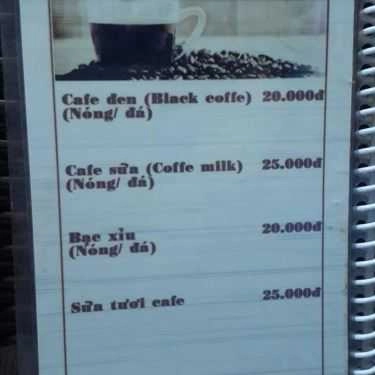 Cafe đen (Black coffe) 20.000đ
(Nóng/ đá)
Cafe sữa (Coffe milk) 25.000đ
(Nóng/ đá)
Bạc xỉu 20.000đ
(Nóng/ đá)
Sữa tươi cafe 25.000đ